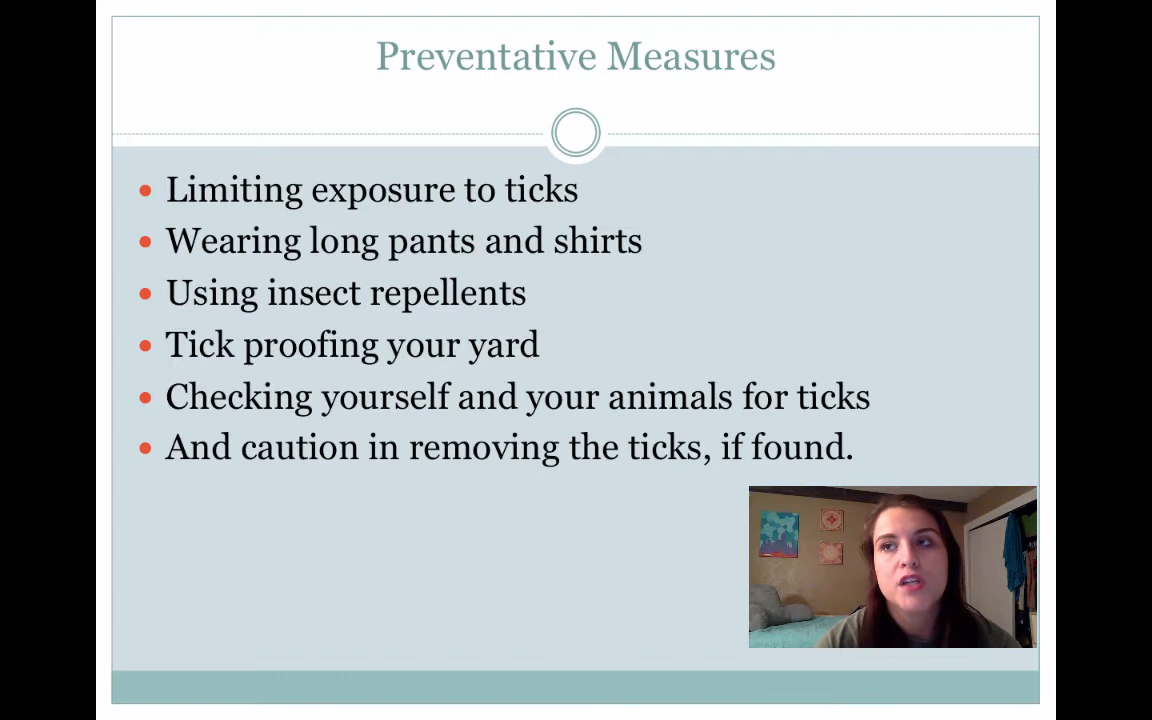 Preventative Measures
Limiting exposure to ticks
Wearing long pants and shirts
Using insect repellents
Tick proofing your yard
Checking yourself and your animals for ticks
And caution in removing the ticks, if found.